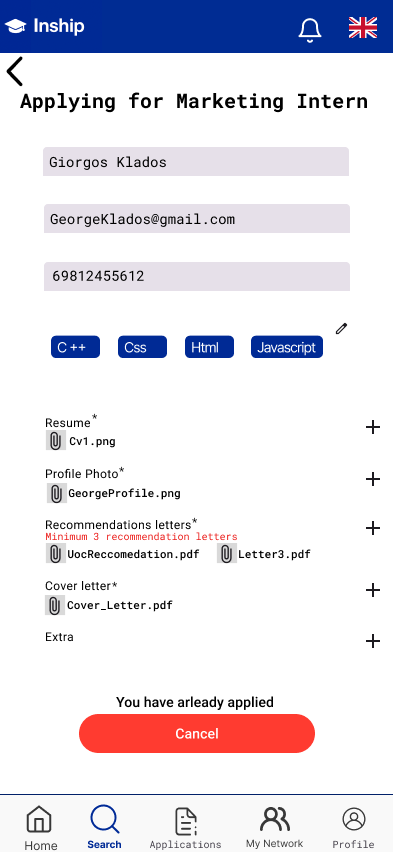 Inship
Applying for Marketing Intern
Giorgos Klados
GeorgeKlados@gmail.com
69812455612
C ++ Css Html Javascript
Resume*
Cv1.png
Profile Photo*
GeorgeProfile.png
Recommendations letters*
Minimum 3 recommendation letters
UocReccomedation.pdf Letter3.pdf
Cover letter*
Cover_Letter.pdf
Extra
You have arleady applied
Cancel
Home Search Applications My Network Profile